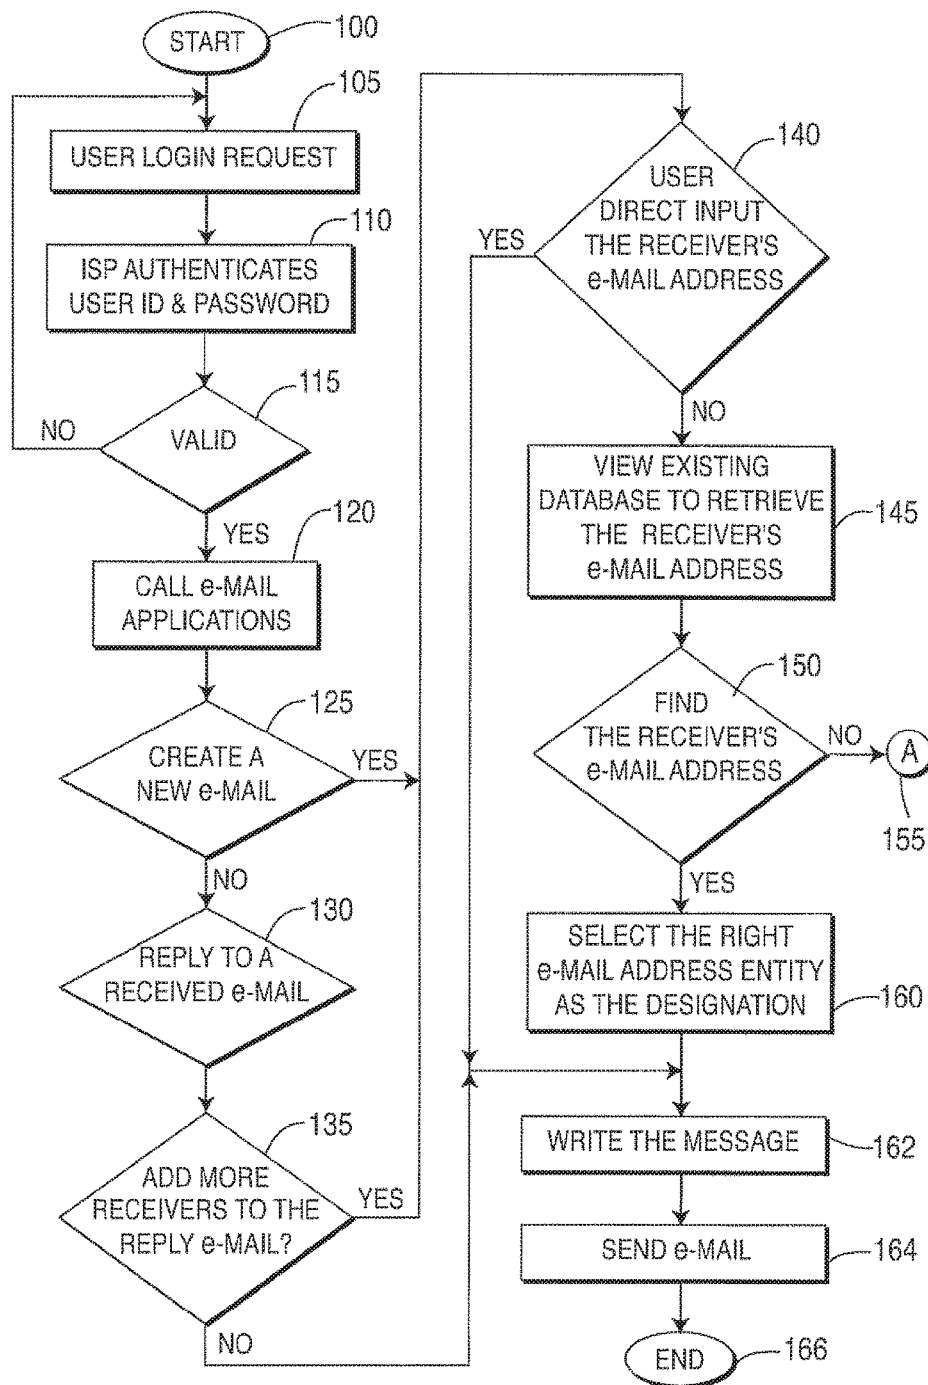 START
100
105
USER LOGIN REQUEST
110
ISP AUTHENTICATES
USER ID & PASSWORD
115
VALID
NO
YES
120
CALL e-MAIL
APPLICATIONS
125
CREATE A
NEW e-MAIL
YES
NO
130
REPLY TO A
RECEIVED e-MAIL
135
ADD MORE
RECEIVERS TO THE
REPLY e-MAIL?
YES
NO
140
USER
DIRECT INPUT
THE RECEIVER'S
e-MAIL ADDRESS
YES
NO
VIEW EXISTING
DATABASE TO RETRIEVE
THE RECEIVER'S
e-MAIL ADDRESS
145
150
FIND
THE RECEIVER'S
e-MAIL ADDRESS
NO
A
155
YES
SELECT THE RIGHT
e-MAIL ADDRESS ENTITY
AS THE DESIGNATION
160
WRITE THE MESSAGE
162
SEND e-MAIL
164
END
166